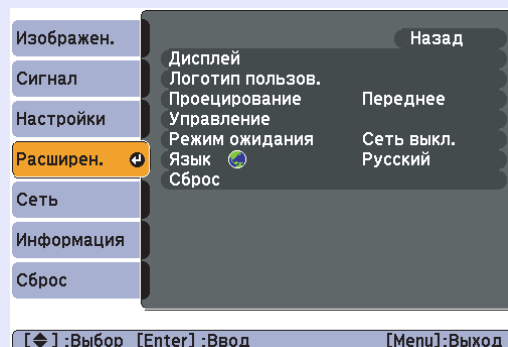 Изображен.
Сигнал
Настройки
Расширен.
Сеть
Информация
Сброс
Назад
Дисплей
Логотип пользов.
Проецирование Переднее
Управление
Режим ожидания Сеть выкл.
Язык Русский
Сброс
[◆] :Выбор [Enter] :Ввод [Menu]:Выход